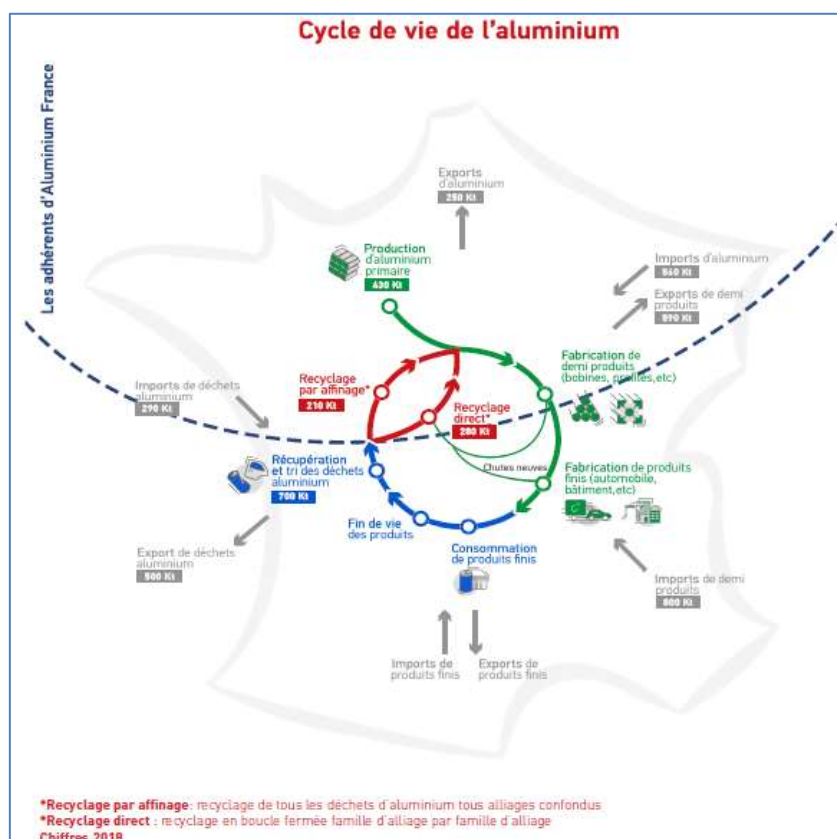 Cycle de vie de l'aluminium
Les adhérents d'Aluminium France
Exports
d'aluminium
250 Kt
Production
d'aluminium
primaire
430 Kt
Imports d'aluminium
560 Kt
Exports de demi
produits
590 Kt
Fabrication de
demi produits
(bobines, profilés,etc)
Recyclage
par affinage*
210 Kt
Recyclage
direct*
280 Kt
Imports de déchets
aluminium
290 Kt
Chutes neuves
Récupération
et tri des déchets
aluminium
700 Kt
Fabrication de produits
finis (automobile,
bâtiment,etc)
Fin de vie
des produits
Consommation
de produits finis
Export de déchets
aluminium
500 Kt
Imports de demi
produits
800 Kt
Imports de
produits finis
Exports de
produits finis
*Recyclage par affinage: recyclage de tous les déchets d'aluminium tous alliages confondus
*Recyclage direct : recyclage en boucle fermée famille d'alliage par famille d'alliage
Chiffres 2018